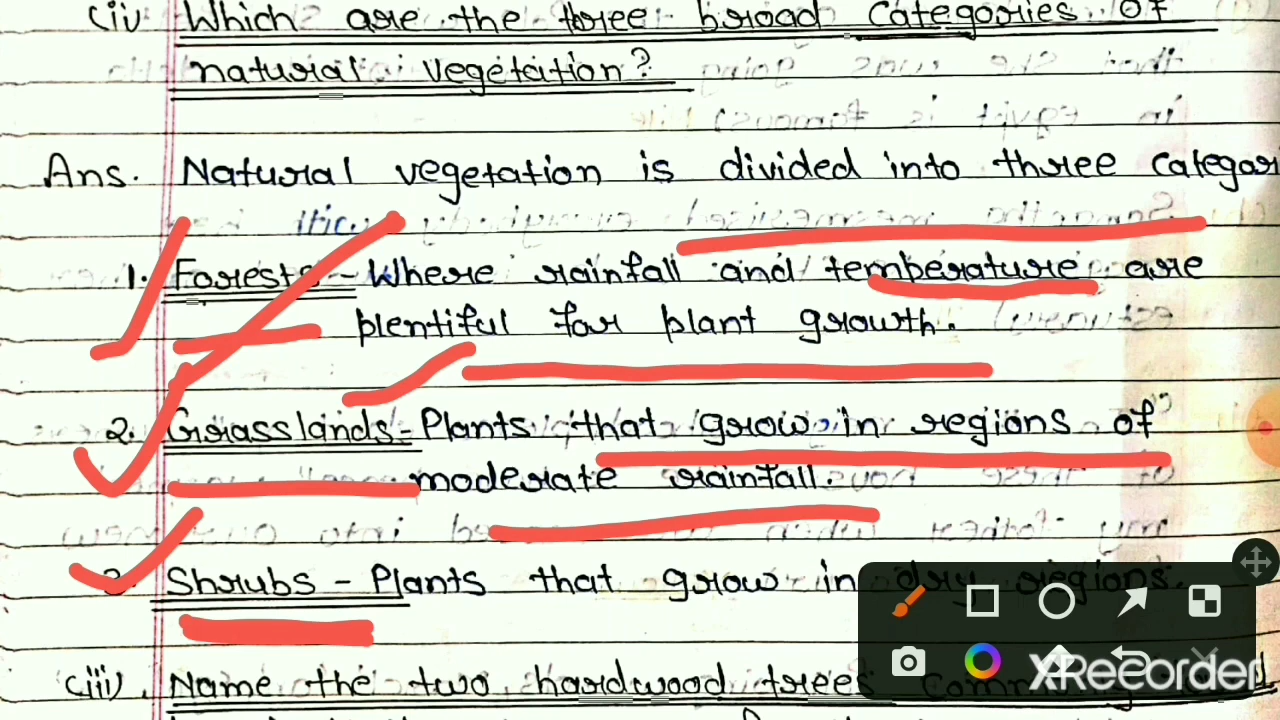 (ii) Which are the three broad categories of
natural vegetation?
Ans. Natural vegetation is divided into three categori
1. Forests - Where rainfall and temperature are
plentiful for plant growth.
2. Grasslands - Plants that grow in regions of
moderate rainfall.
3. Shrubs - Plants that grow in dry regions.
(iii). Name the two hardwood trees
XRecorder